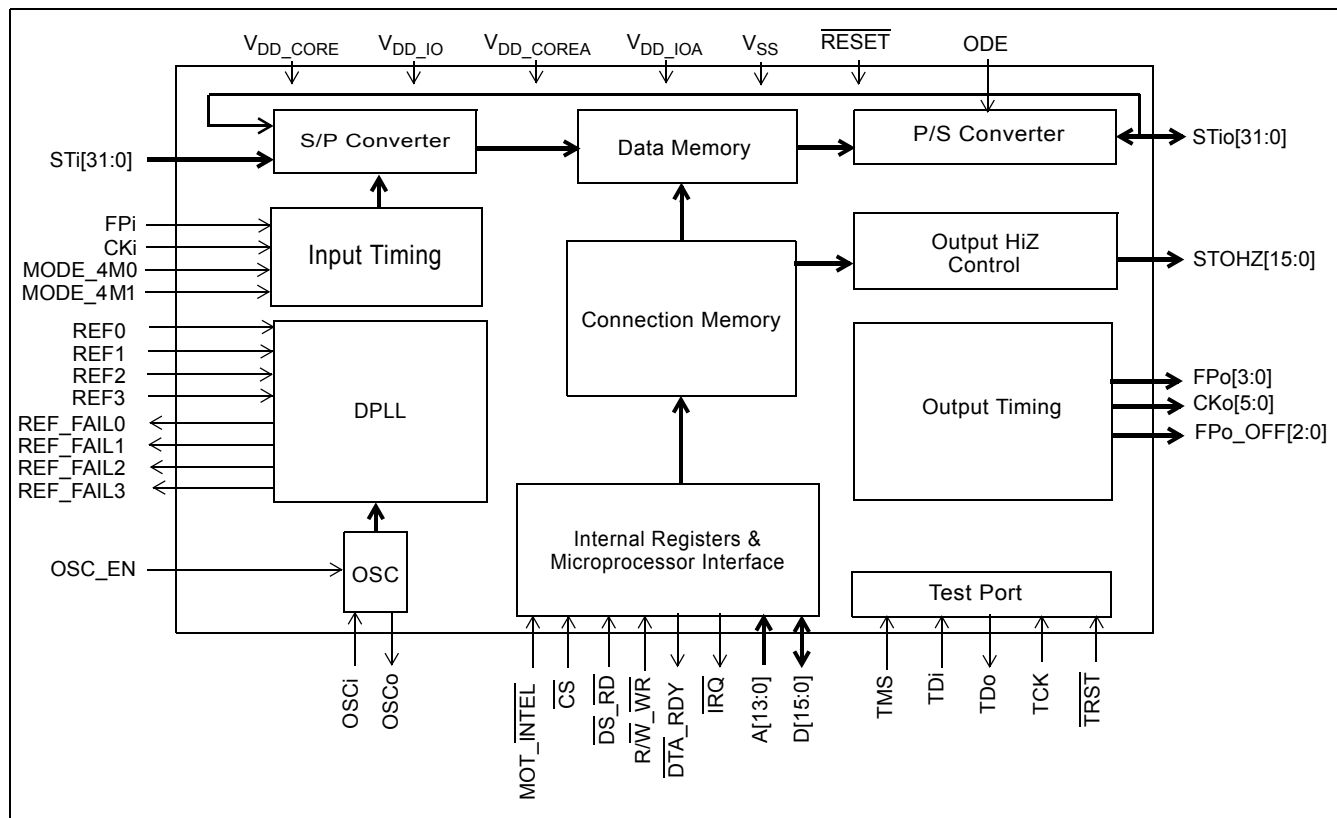 VDD_CORE VDD_IO VDD_COREA VDD_IOA VSS RESET ODE
S/P Converter
Data Memory
P/S Converter
STi[31:0]
STio[31:0]
FPi
CKi
MODE_4M0
MODE_4M1
Input Timing
Output HiZ
Control
STOHZ[15:0]
Connection Memory
REF0
REF1
REF2
REF3
REF_FAIL0
REF_FAIL1
REF_FAIL2
REF_FAIL3
DPLL
Output Timing
FPo[3:0]
CKo[5:0]
FPo_OFF[2:0]
Internal Registers &
Microprocessor Interface
OSC_EN
OSC
Test Port
OSCi
OSCo
MOT_INTEL
CS
DS_RD
R/W_WR
DTA_RDY
IRQ
A[13:0]
D[15:0]
TMS
TDi
TDo
TCK
TRST